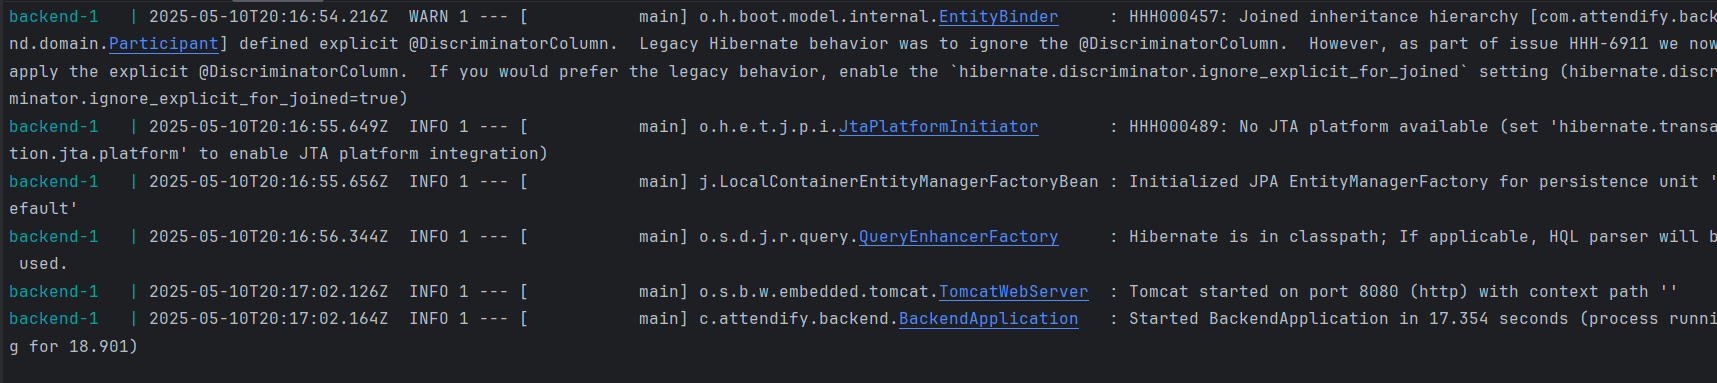 backend-1   | 2025-05-10T20:16:54.216Z  WARN 1 --- [           main] o.h.boot.model.internal.EntityBinder     : HHH000457: Joined inheritance hierarchy [com.attendify.back
nd.domain.Participant] defined explicit @DiscriminatorColumn.  Legacy Hibernate behavior was to ignore the @DiscriminatorColumn.  However, as part of issue HHH-6911 we now
apply the explicit @DiscriminatorColumn.  If you would prefer the legacy behavior, enable the `hibernate.discriminator.ignore_explicit_for_joined` setting (hibernate.discr
minator.ignore_explicit_for_joined=true)
backend-1   | 2025-05-10T20:16:55.649Z  INFO 1 --- [           main] o.h.e.t.j.p.i.JtaPlatformInitiator       : HHH000489: No JTA platform available (set 'hibernate.transa
tion.jta.platform' to enable JTA platform integration)
backend-1   | 2025-05-10T20:16:55.656Z  INFO 1 --- [           main] j.LocalContainerEntityManagerFactoryBean : Initialized JPA EntityManagerFactory for persistence unit '
efault'
backend-1   | 2025-05-10T20:16:56.344Z  INFO 1 --- [           main] o.s.d.j.r.query.QueryEnhancerFactory     : Hibernate is in classpath; If applicable, HQL parser will b
 used.
backend-1   | 2025-05-10T20:17:02.126Z  INFO 1 --- [           main] o.s.b.w.embedded.tomcat.TomcatWebServer  : Tomcat started on port 8080 (http) with context path ''
backend-1   | 2025-05-10T20:17:02.164Z  INFO 1 --- [           main] c.attendify.backend.BackendApplication   : Started BackendApplication in 17.354 seconds (process runni
g for 18.901)